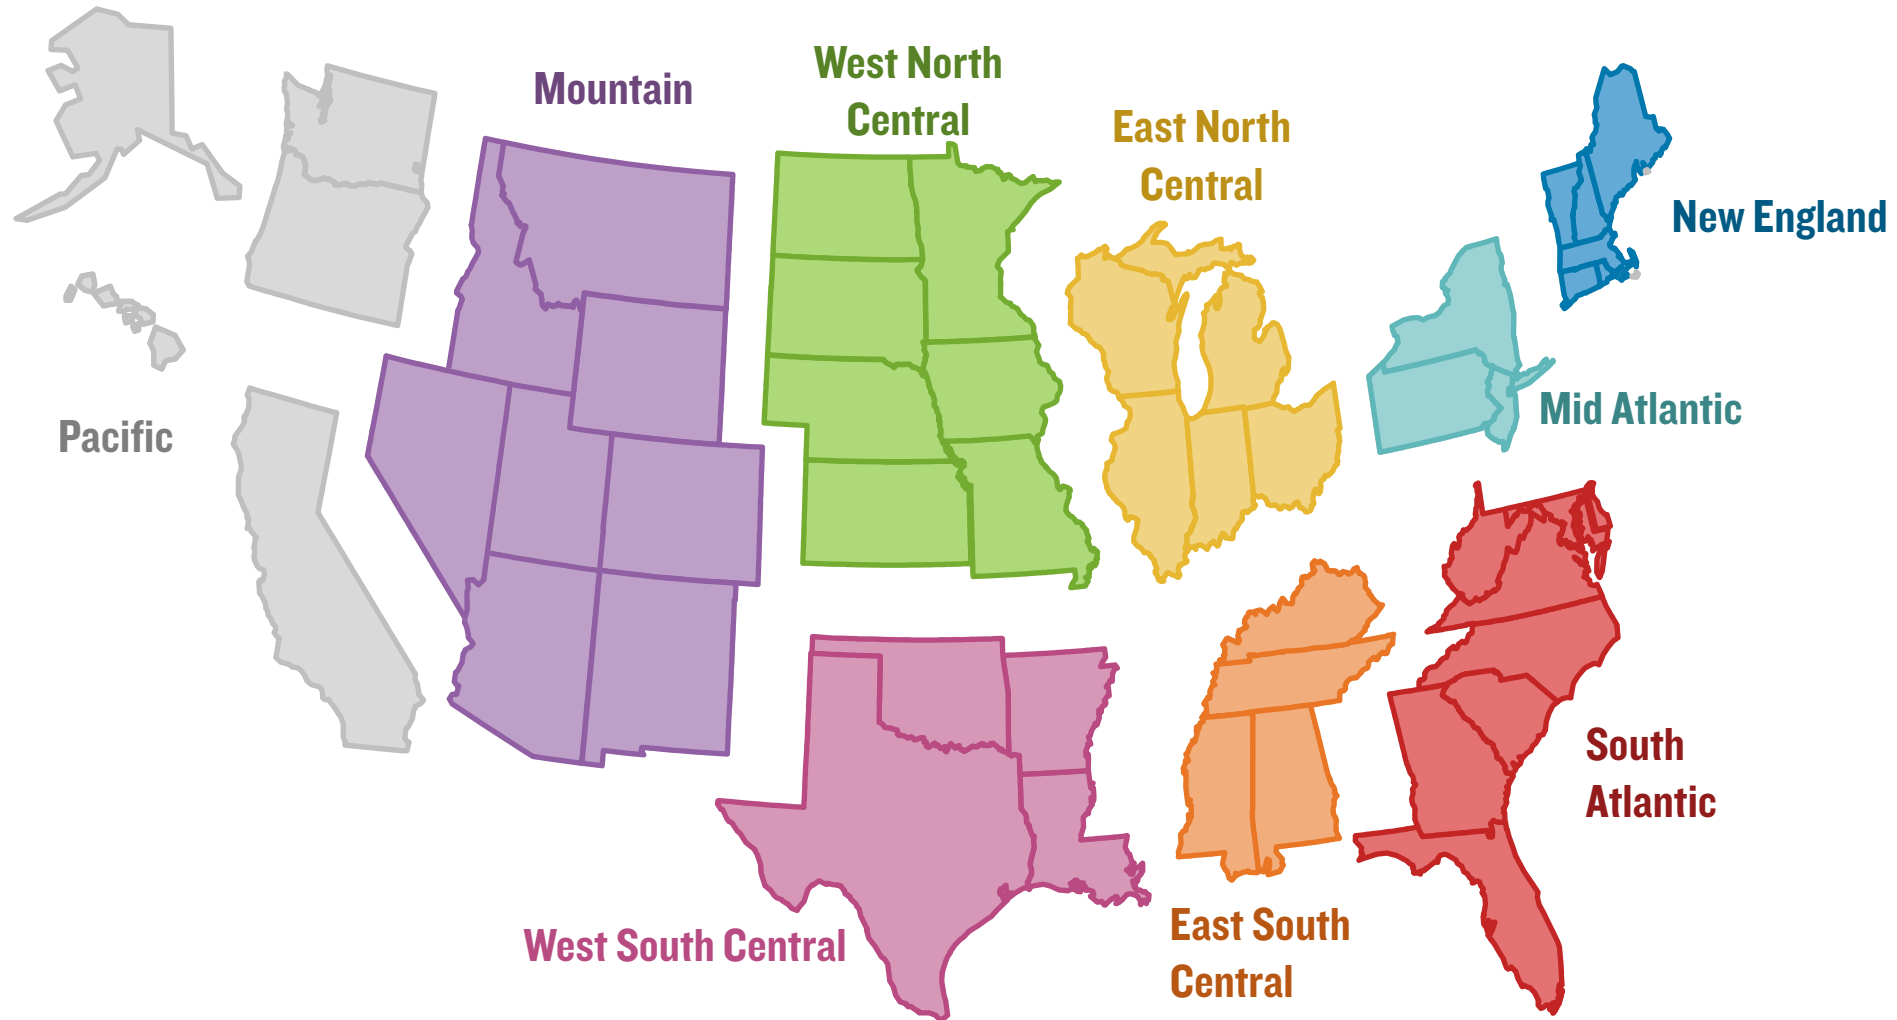 Mountain
West North
Central
East North
Central
New England
Mid Atlantic
Pacific
South
Atlantic
West South Central
East South
Central